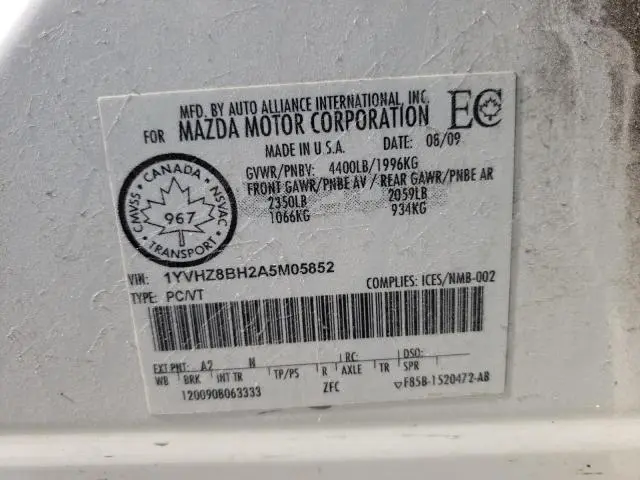 MFD. BY AUTO ALLIANCE INTERNATIONAL, INC.
FOR MAZDA MOTOR CORPORATION
EC
MADE IN U.S.A. DATE: 08/09
GVWR/PNBV: 4400LB/1996KG
FRONT GAWR/PNBE AV / REAR GAWR/PNBE AR
2350LB 2059LB
1066KG 934KG
CANADA
CMVSS NSVAC
967
TRANSPORT
VIN: 1YVHZ8BH2A5M05852
TYPE: PC/VT COMPLIES: ICES/NMB-002
EXT PNT: A2 N RC: DSO:
WB BRK INT TR TP/PS R AXLE TR SPR
1200908063333 ZFC F85B-1520472-AB